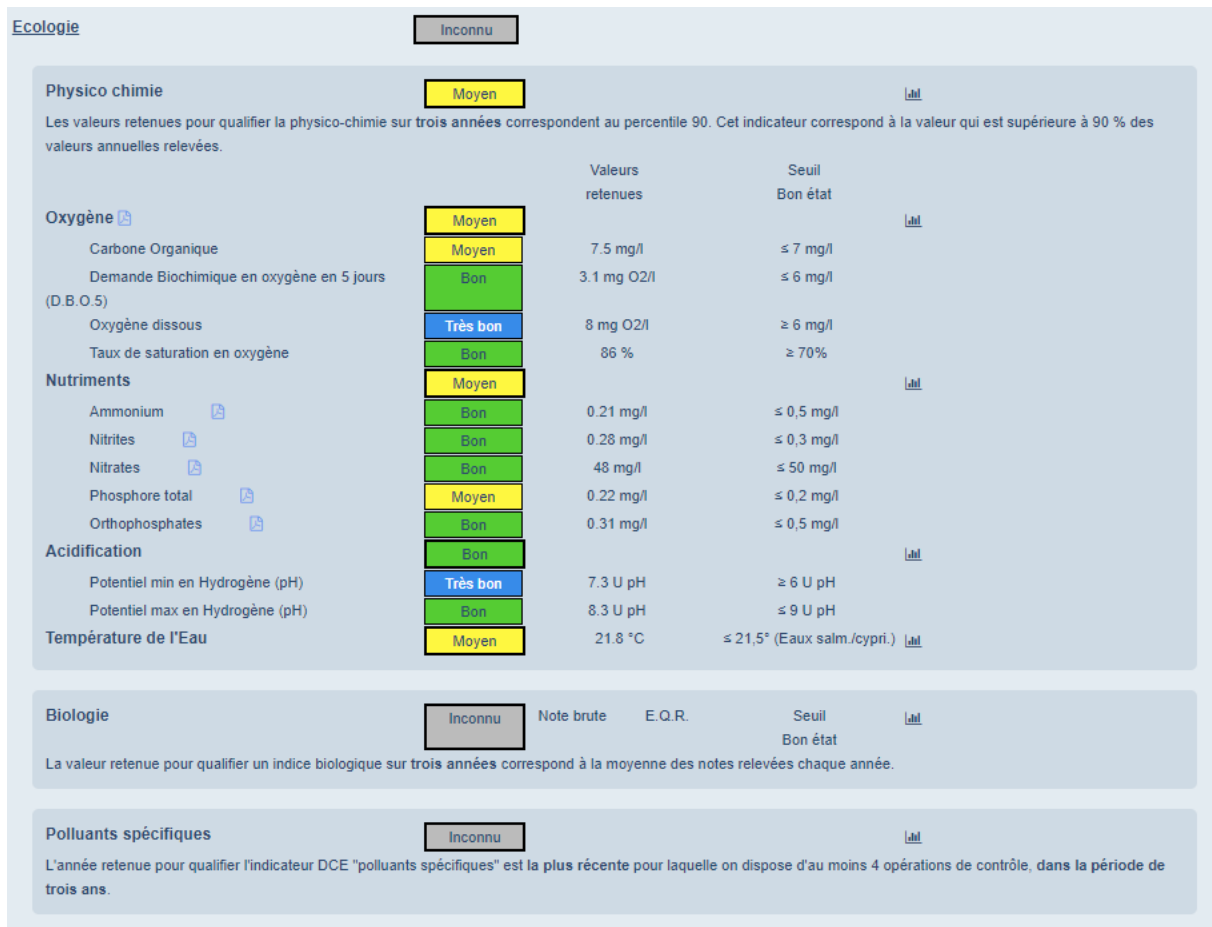 Ecologie Inconnu
Physico chimie Moyen
Les valeurs retenues pour qualifier la physico-chimie sur trois années correspondent au percentile 90. Cet indicateur correspond à la valeur qui est supérieure à 90 % des
valeurs annuelles relevées.
Valeurs Seuil
retenues Bon état
Oxygène Moyen
Carbone Organique Moyen 7.5 mg/l ≤ 7 mg/l
Demande Biochimique en oxygène en 5 jours Bon 3.1 mg O2/l ≤ 6 mg/l
(D.B.O.5)
Oxygène dissous Très bon 8 mg O2/l ≥ 6 mg/l
Taux de saturation en oxygène Bon 86 % ≥ 70%
Nutriments Moyen
Ammonium Bon 0.21 mg/l ≤ 0,5 mg/l
Nitrites Bon 0.28 mg/l ≤ 0,3 mg/l
Nitrates Bon 48 mg/l ≤ 50 mg/l
Phosphore total Moyen 0.22 mg/l ≤ 0,2 mg/l
Orthophosphates Bon 0.31 mg/l ≤ 0,5 mg/l
Acidification Bon
Potentiel min en Hydrogène (pH) Très bon 7.3 U pH ≥ 6 U pH
Potentiel max en Hydrogène (pH) Bon 8.3 U pH ≤ 9 U pH
Température de l'Eau Moyen 21.8 °C ≤ 21,5° (Eaux salm./cypri.)
Biologie Inconnu Note brute E.Q.R. Seuil
Bon état
La valeur retenue pour qualifier un indice biologique sur trois années correspond à la moyenne des notes relevées chaque année.
Polluants spécifiques Inconnu
L'année retenue pour qualifier l'indicateur DCE "polluants spécifiques" est la plus récente pour laquelle on dispose d'au moins 4 opérations de contrôle, dans la période de
trois ans.